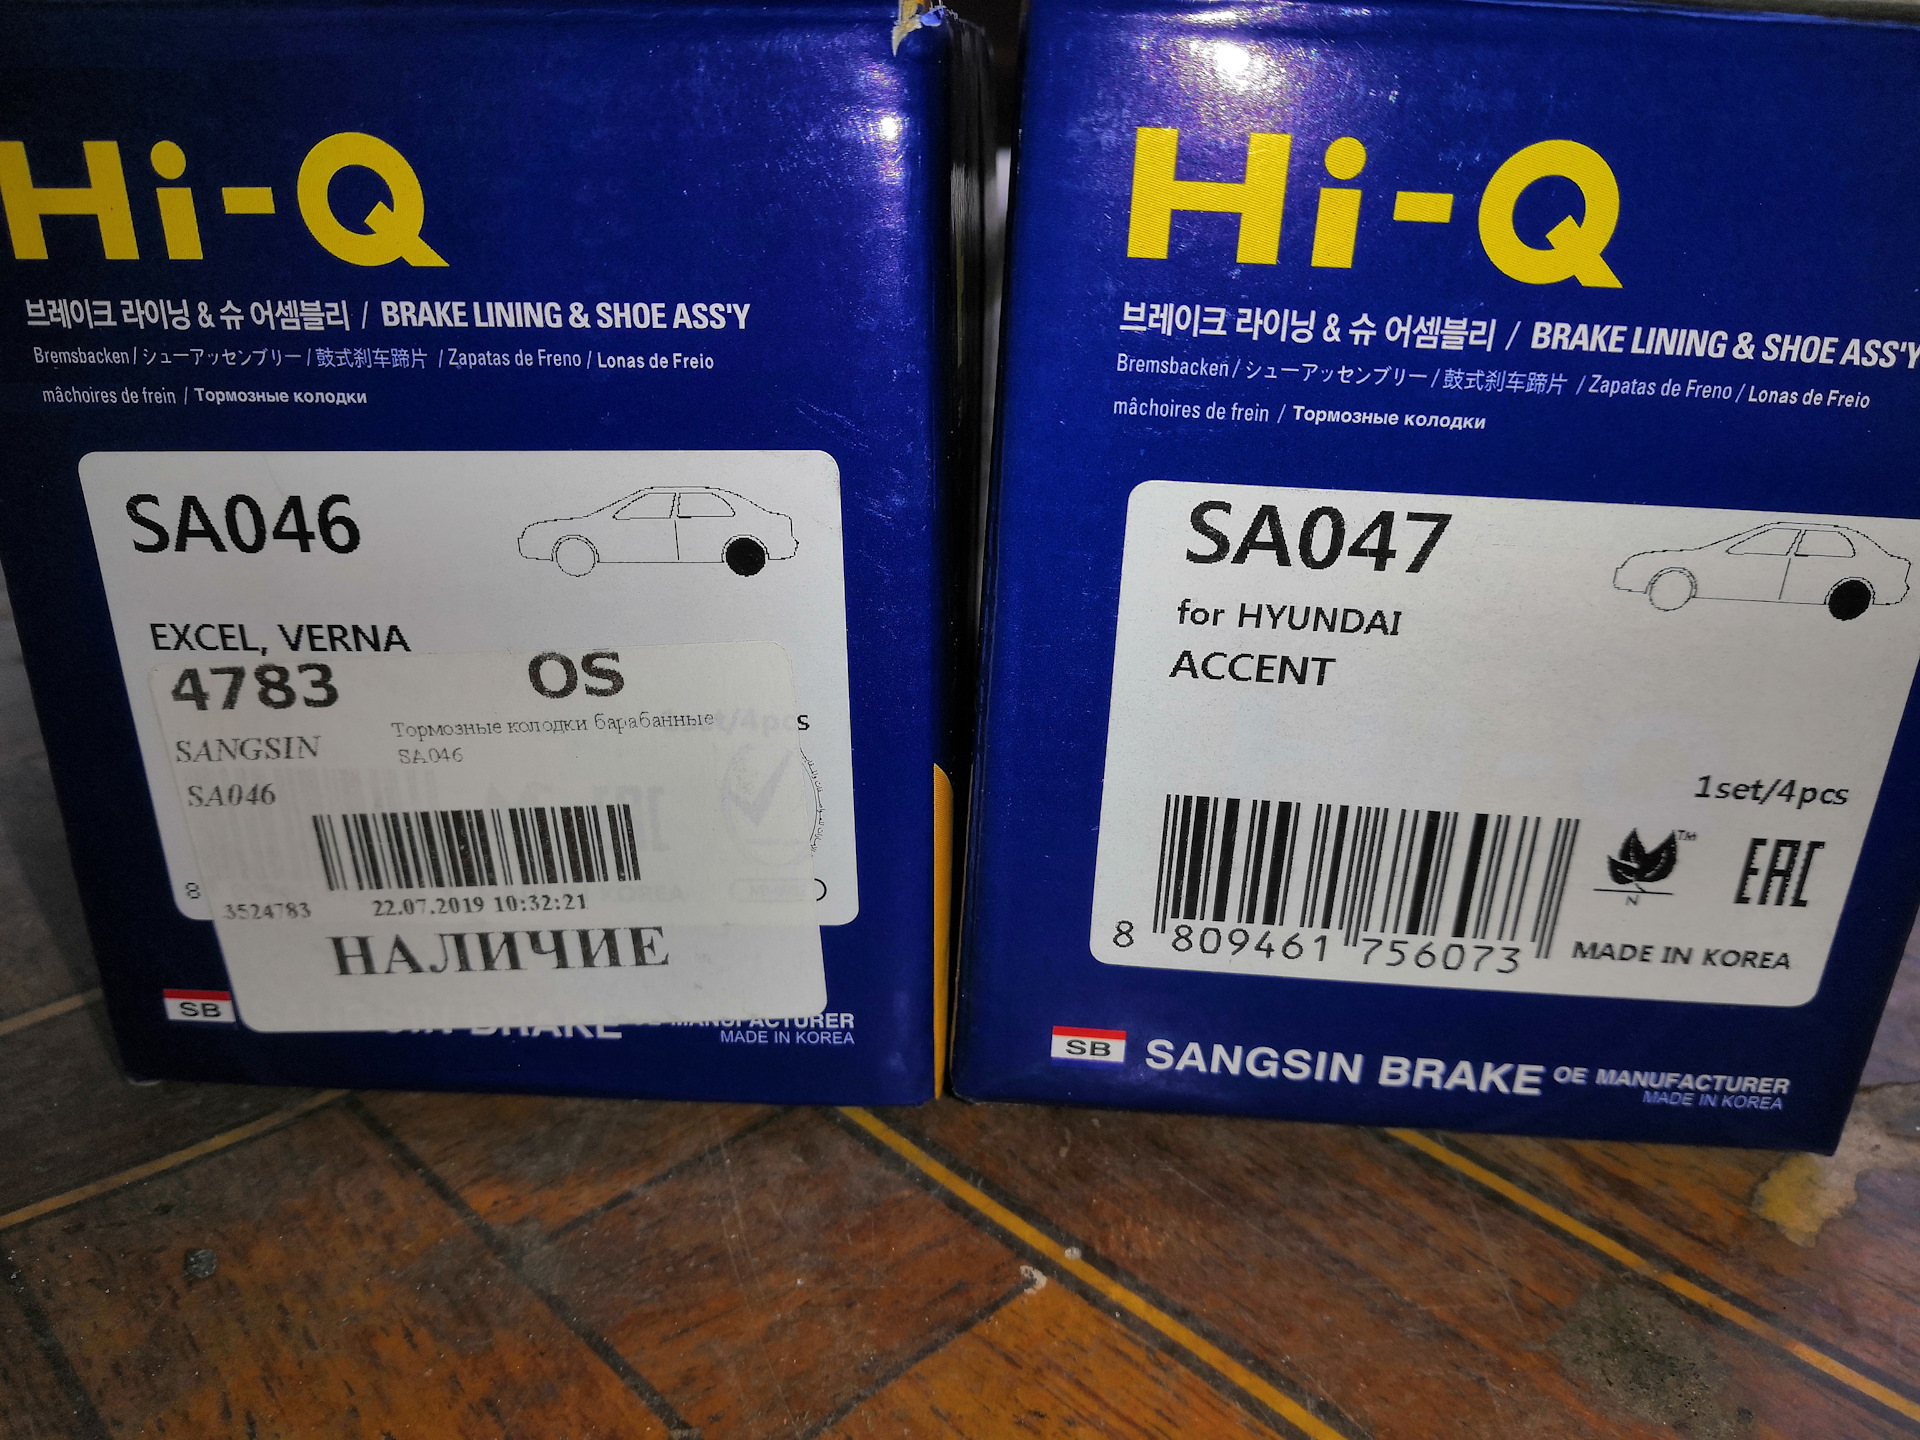 Hi-Q
브레이크 라이닝 & 슈 어셈블리 / BRAKE LINING & SHOE ASS'Y
Bremsbacken / シューアッセンブリー / 鼓式刹车蹄片 / Zapatas de Freno / Lonas de Freio
mâchoires de frein / Тормозные колодки
SA046
EXCEL, VERNA
4783 OS
Тормозные колодки барабанные
SANGSIN SA046
SA046
8
3524783 22.07.2019 10:32:21
НАЛИЧИЕ
SB BRAKE OE MANUFACTURER
MADE IN KOREA
Hi-Q
브레이크 라이닝 & 슈 어셈블리 / BRAKE LINING & SHOE ASS'Y
Bremsbacken / シューアッセンブリー / 鼓式刹车蹄片 / Zapatas de Freno / Lonas de Freio
mâchoires de frein / Тормозные колодки
SA047
for HYUNDAI
ACCENT
1set/4pcs
TM
N
EAC
8 809461 756073 MADE IN KOREA
SB SANGSIN BRAKE OE MANUFACTURER
MADE IN KOREA